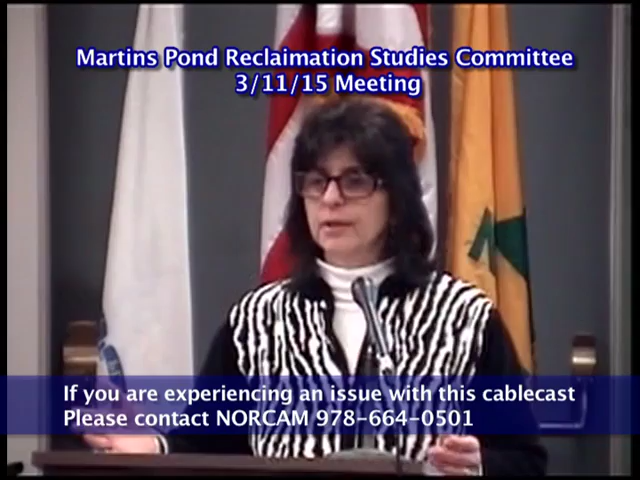 Martins Pond Reclaimation Studies Committee
3/11/15 Meeting
If you are experiencing an issue with this cablecast
Please contact NORCAM 978-664-0501